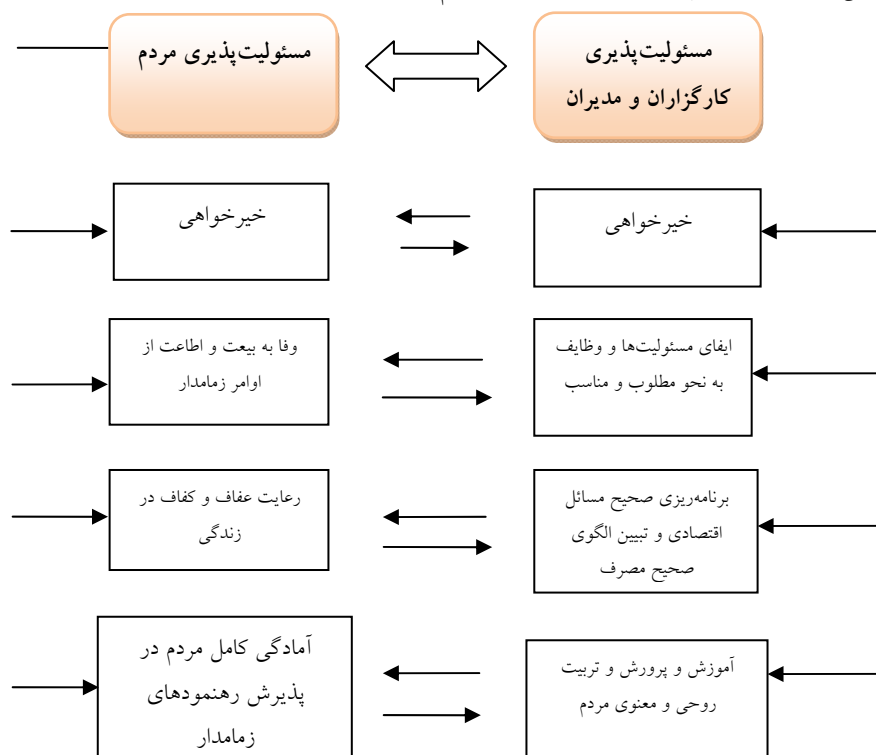 مسئولیت‌پذیری
کارگزاران و مدیران
مسئولیت‌پذیری مردم
خیرخواهی
خیرخواهی
ایفای مسئولیت‌ها و وظایف
به نحو مطلوب و مناسب
وفا به بیعت و اطاعت از
اوامر زمامدار
برنامه‌ریزی صحیح مسائل
اقتصادی و تبیین الگوی
صحیح مصرف
رعایت عفاف و کفاف در
زندگی
آموزش و پرورش و تربیت
روحی و معنوی مردم
آمادگی کامل مردم در
پذیرش رهنمودهای
زمامدار